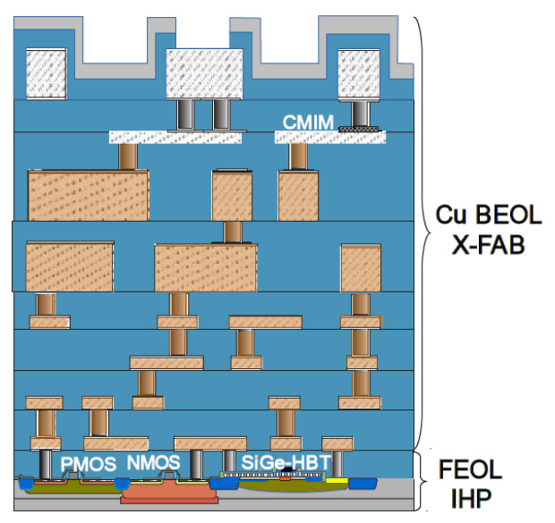 CMIM
Cu BEOL
X-FAB
PMOS NMOS SiGe-HBT
FEOL
IHP